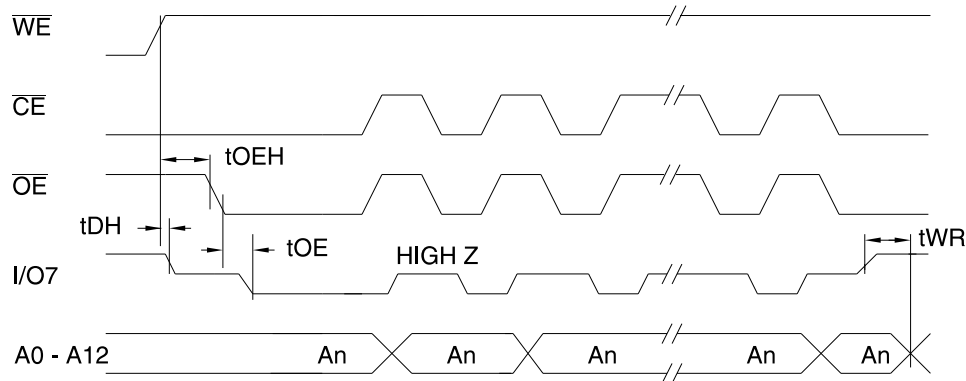 WE
CE
tOEH
OE
tDH
tOE
tWR
HIGH Z
I/O7
A0 - A12
An
An
An
An
An